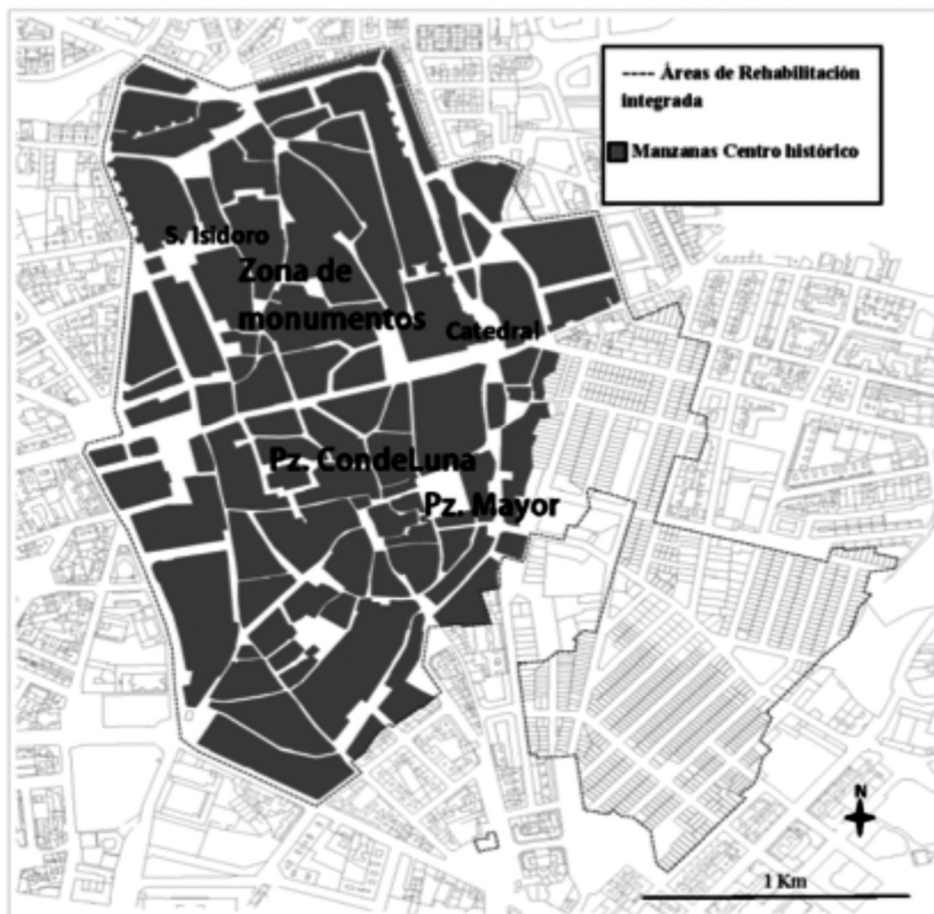 ---- Áreas de Rehabilitación
integrada
Manzanas Centro histórico
S. Isidoro
Zona de
monumentos
Catedral
Pz. CondeLuna
Pz. Mayor
N
1 Km